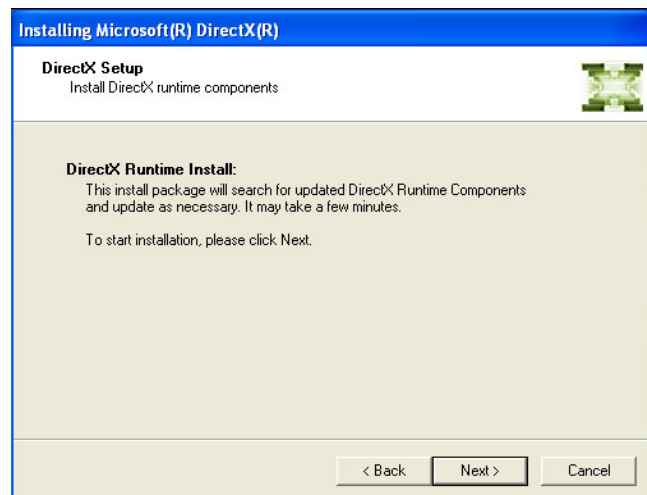 Installing Microsoft(R) DirectX(R)
DirectX Setup
Install DirectX runtime components
DirectX Runtime Install:
This install package will search for updated DirectX Runtime Components
and update as necessary. It may take a few minutes.
To start installation, please click Next.
< Back
Next >
Cancel